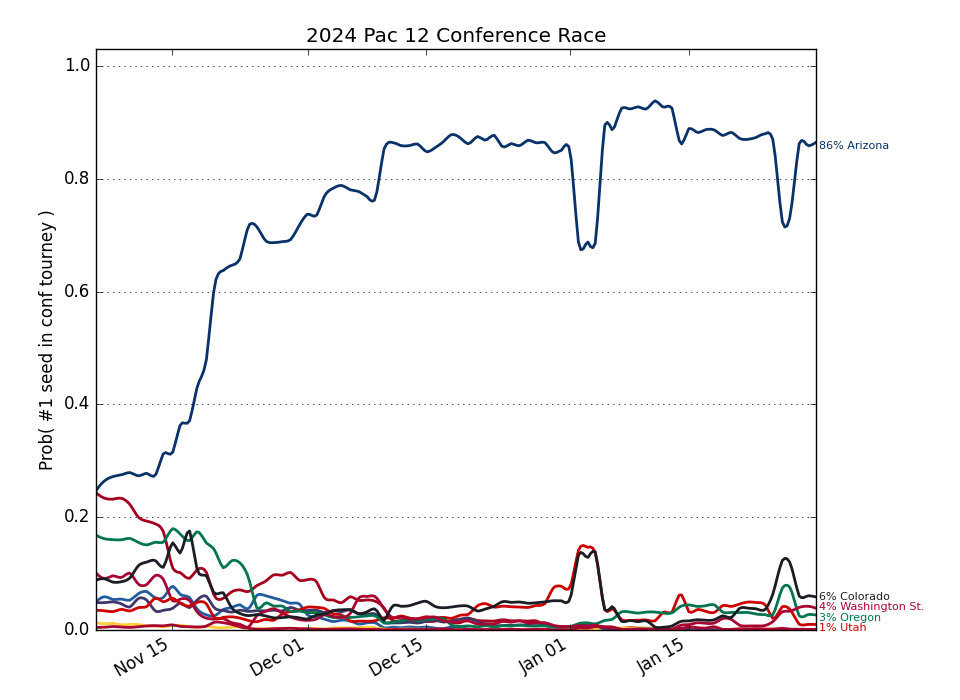 2024 Pac 12 Conference Race
Prob( #1 seed in conf tourney )
1.0
0.8
0.6
0.4
0.2
0.0
Nov 15
Dec 01
Dec 15
Jan 01
Jan 15
86% Arizona
6% Colorado
4% Washington St.
3% Oregon
1% Utah